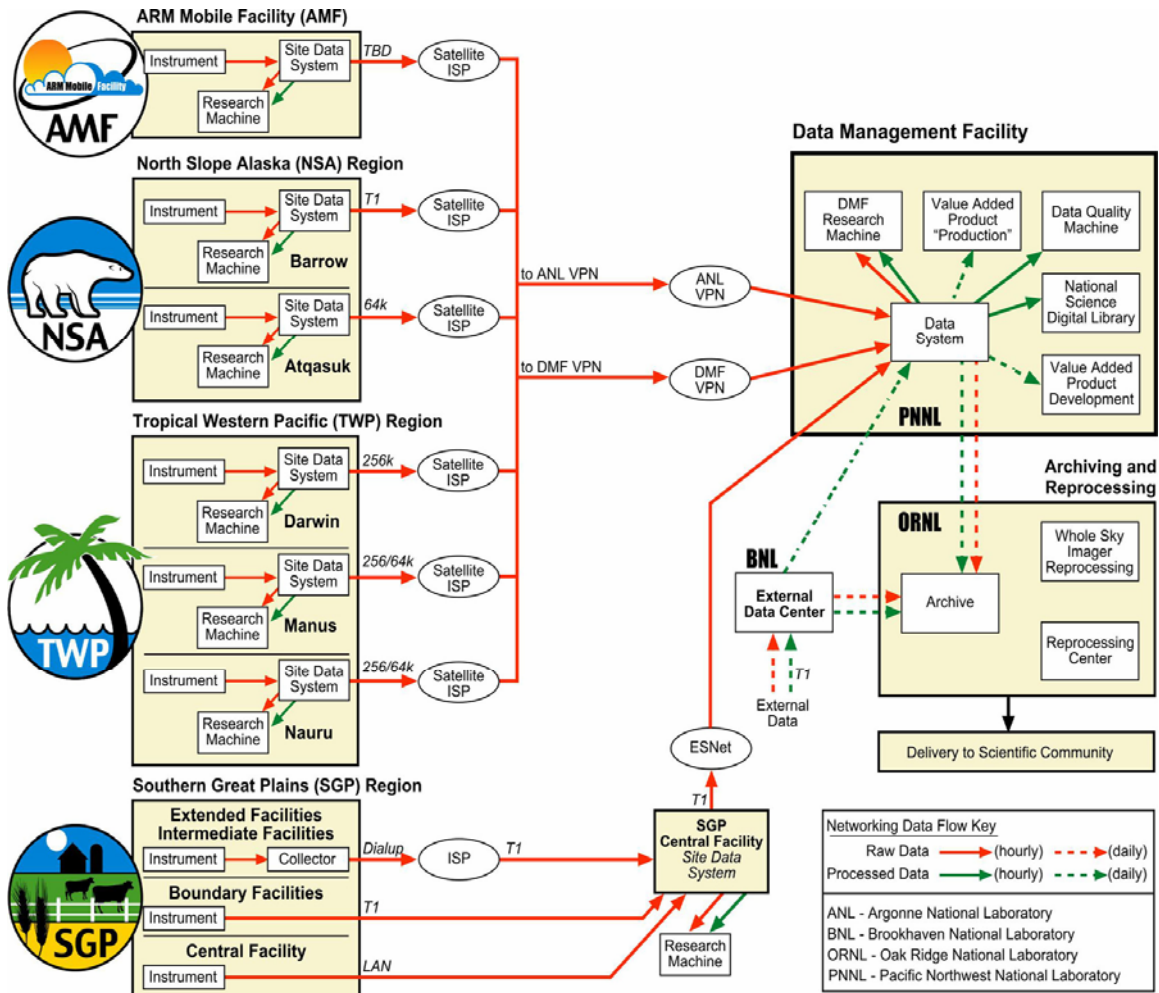 ARM Mobile Facility (AMF)
Instrument
Site Data
System
TBD
Satellite
ISP
Research
Machine
ARM Mobile Facility
AMF
North Slope Alaska (NSA) Region
Instrument
Site Data
System
T1
Satellite
ISP
Research
Machine
Barrow
Instrument
Site Data
System
64k
Satellite
ISP
Research
Machine
Atqasuk
NSA
to ANL VPN
ANL
VPN
to DMF VPN
DMF
VPN
Tropical Western Pacific (TWP) Region
Instrument
Site Data
System
256k
Satellite
ISP
Research
Machine
Darwin
Instrument
Site Data
System
256/64k
Satellite
ISP
Research
Machine
Manus
Instrument
Site Data
System
256/64k
Satellite
ISP
Research
Machine
Nauru
TWP
Southern Great Plains (SGP) Region
Extended Facilities
Intermediate Facilities
Instrument
Collector
Dialup
ISP
T1
Boundary Facilities
Instrument
T1
Central Facility
Instrument
LAN
SGP
SGP
Central Facility
Site Data
System
Research
Machine
T1
ESNet
Data Management Facility
DMF
Research
Machine
Value Added
Product
“Production”
Data Quality
Machine
National
Science
Digital Library
Data
System
Value Added
Product
Development
PNNL
Archiving and
Reprocessing
ORNL
Whole Sky
Imager
Reprocessing
Archive
Reprocessing
Center
BNL
External
Data Center
T1
External
Data
Delivery to Scientific Community
Networking Data Flow Key
Raw Data (hourly) (daily)
Processed Data (hourly) (daily)
ANL - Argonne National Laboratory
BNL - Brookhaven National Laboratory
ORNL - Oak Ridge National Laboratory
PNNL - Pacific Northwest National Laboratory